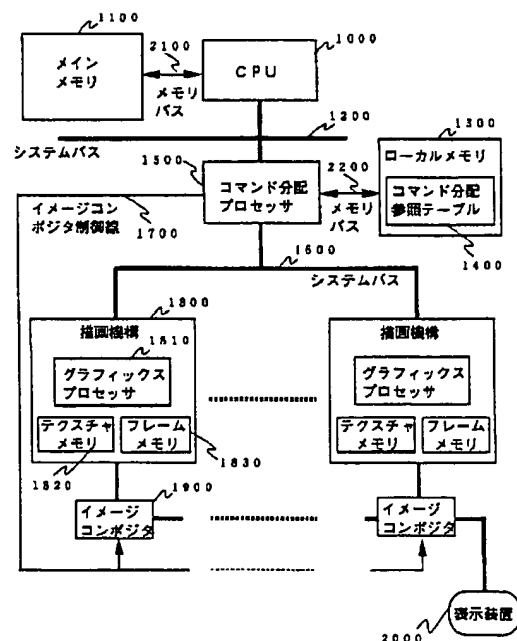 1100
メイン
メモリ
2100
メモリ
バス
1000
CPU
1200
システムバス
1500
コマンド分配
プロセッサ
2200
メモリ
バス
1300
ローカルメモリ
コマンド分配
参照テーブル
1400
イメージコン
ポジタ制御線
1700
1600
システムバス
1800
描画機構
1810
グラフィックス
プロセッサ
テクスチャ
メモリ
フレーム
メモリ
1820
1830
1900
イメージ
コンポジタ
描画機構
グラフィックス
プロセッサ
テクスチャ
メモリ
フレーム
メモリ
イメージ
コンポジタ
2000
表示装置